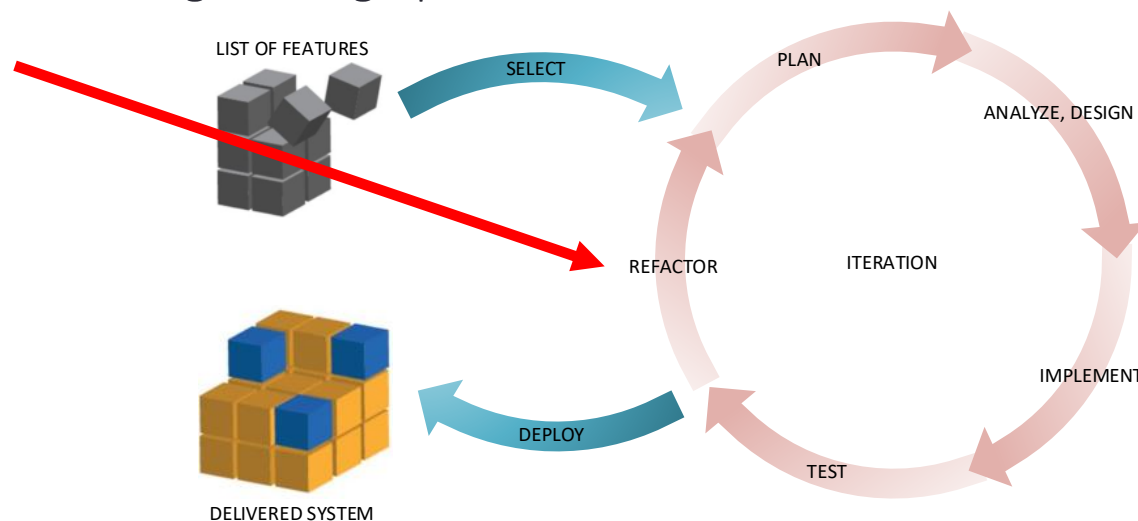 LIST OF FEATURES
SELECT
PLAN
ANALYZE, DESIGN
REFACTOR
ITERATION
IMPLEMENT
DEPLOY
TEST
DELIVERED SYSTEM